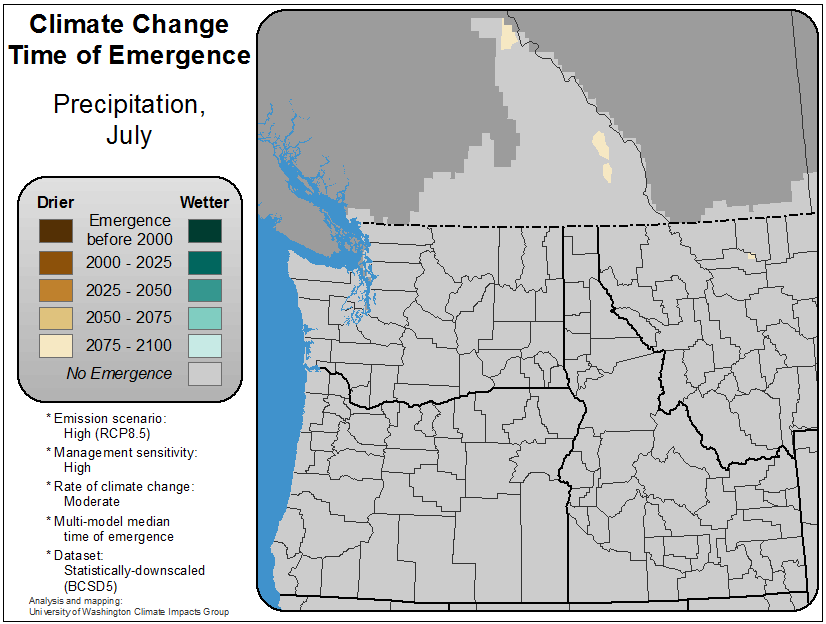 Climate Change
Time of Emergence
Precipitation,
July
Drier
Wetter
Emergence
before 2000
2000 - 2025
2025 - 2050
2050 - 2075
2075 - 2100
No Emergence
* Emission scenario:
High (RCP8.5)
* Management sensitivity:
High
* Rate of climate change:
Moderate
* Multi-model median
time of emergence
* Dataset:
Statistically-downscaled
(BCSD5)
Analysis and mapping:
University of Washington Climate Impacts Group